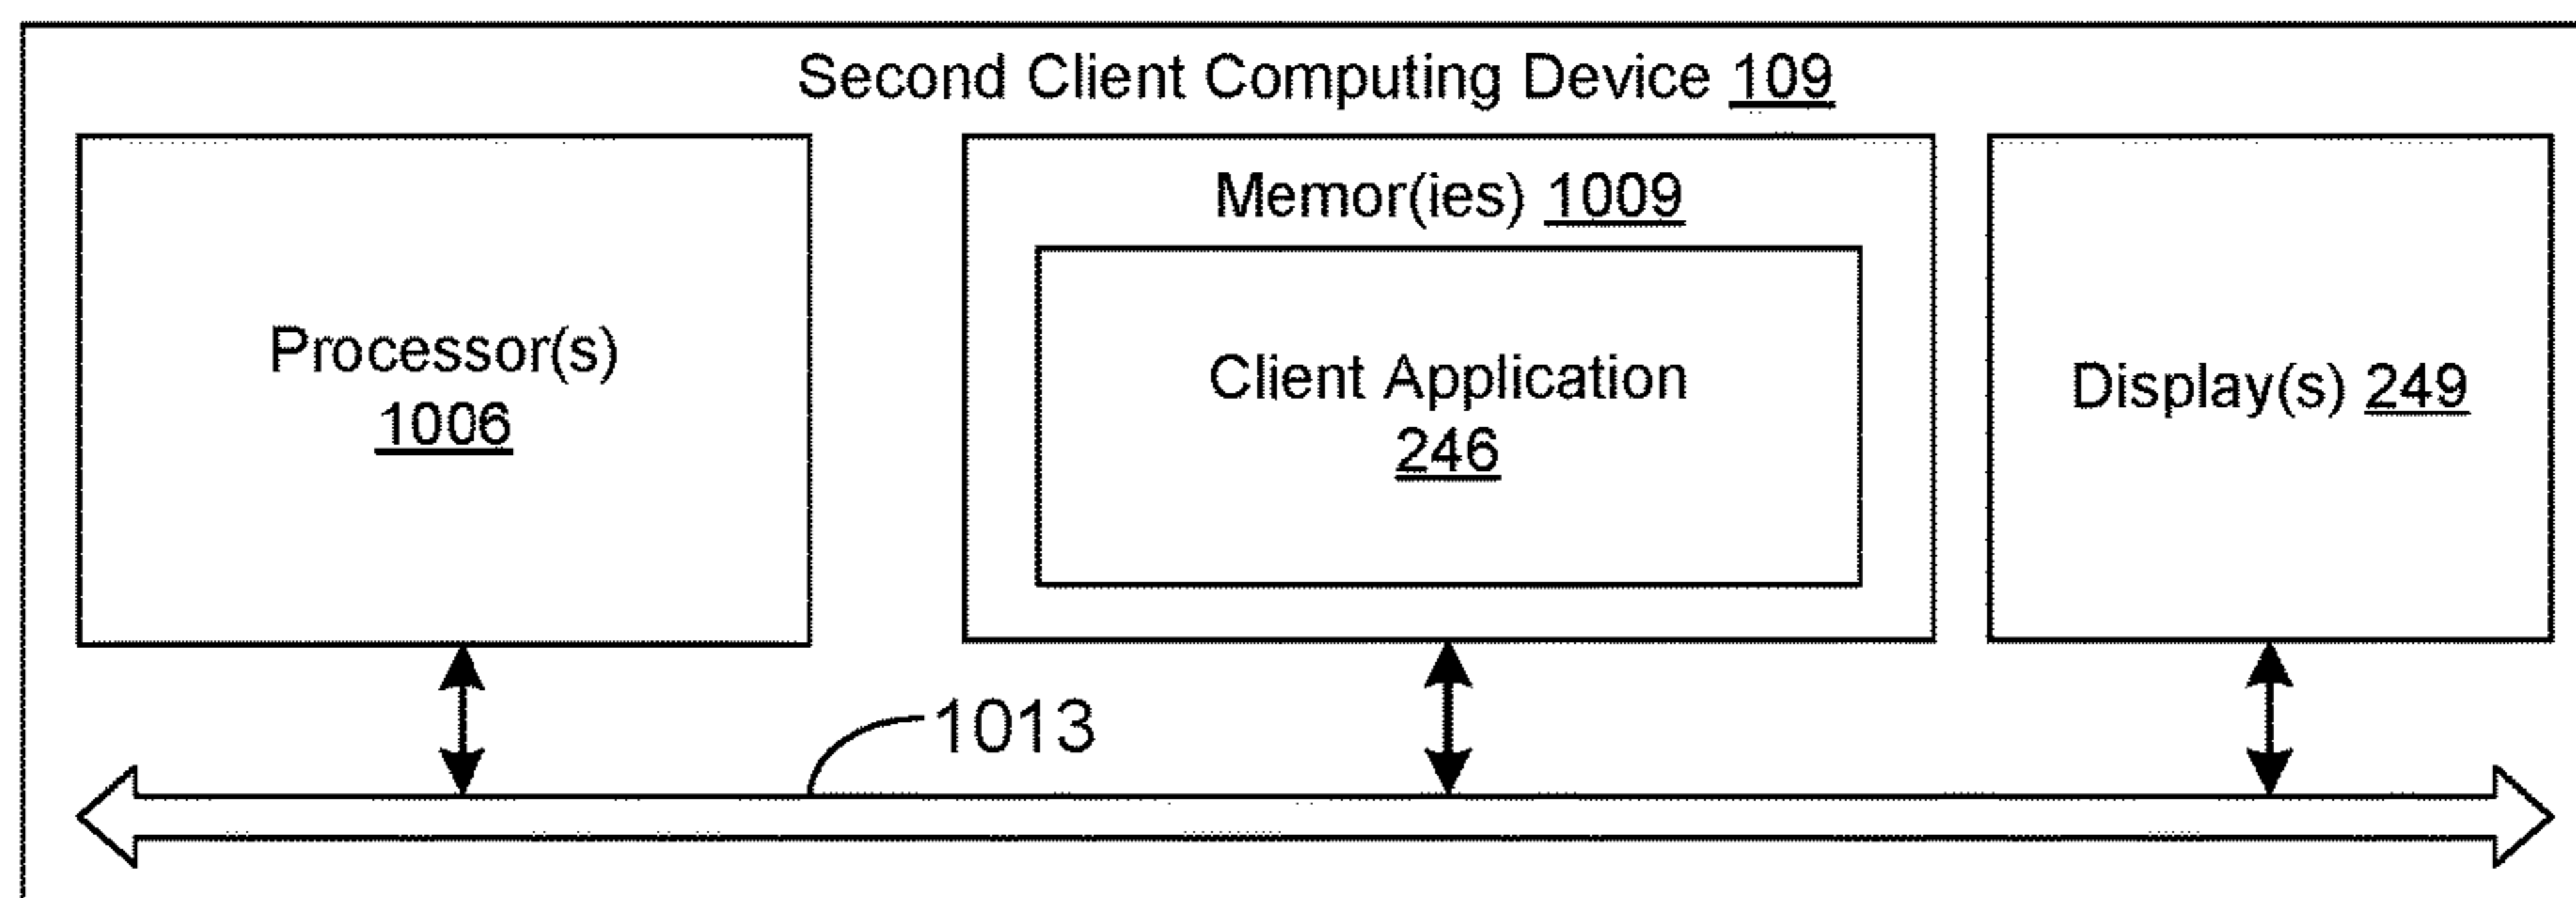 Second Client Computing Device 109
Processor(s)
1006
Memor(ies) 1009
Client Application
246
Display(s) 249
1013